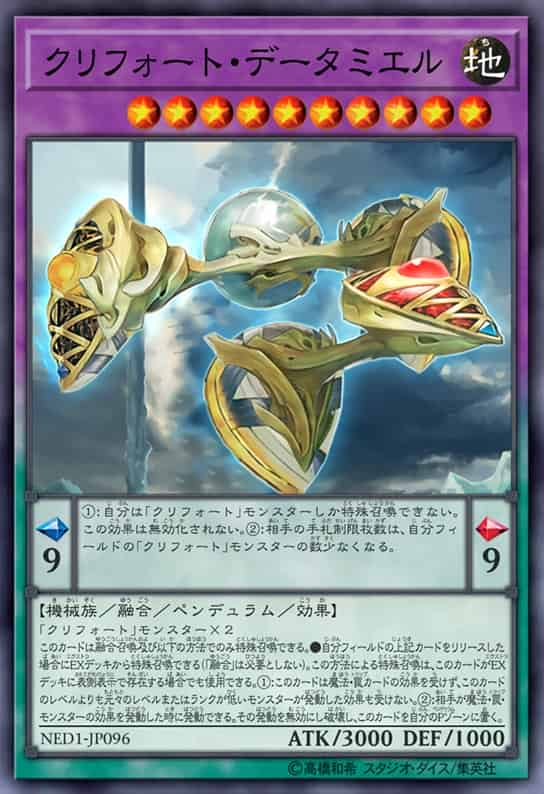 クリフォート・データミエル
地
①:自分は「クリフォート」モンスターしか特殊召喚できない。
この効果は無効化されない。②:相手の手札制限枚数は、自分フィ
ールドの「クリフォート」モンスターの数少なくなる。
9
9
【機械族/融合/ペンデュラム/効果】
「クリフォート」モンスター×2
このカードは融合召喚及び以下の方法でのみ特殊召喚できる。●自分フィールドの上記カードをリリースした
場合にEXデッキから特殊召喚できる(「融合」は必要としない)。この方法による特殊召喚は、このカードがEX
デッキに表側表示で存在する場合でも使用できる。①:このカードは魔法・罠カードの効果を受けず、このカード
のレベルよりも元々のレベルまたはランクが低いモンスターが発動した効果も受けない。②:相手が魔法・罠・
モンスターの効果を発動した時に発動できる。その発動を無効にし破壊し、このカードを自分のPゾーンに置く。
NED1-JP096 ATK/3000 DEF/1000
©高橋和希 スタジオ・ダイス/集英社